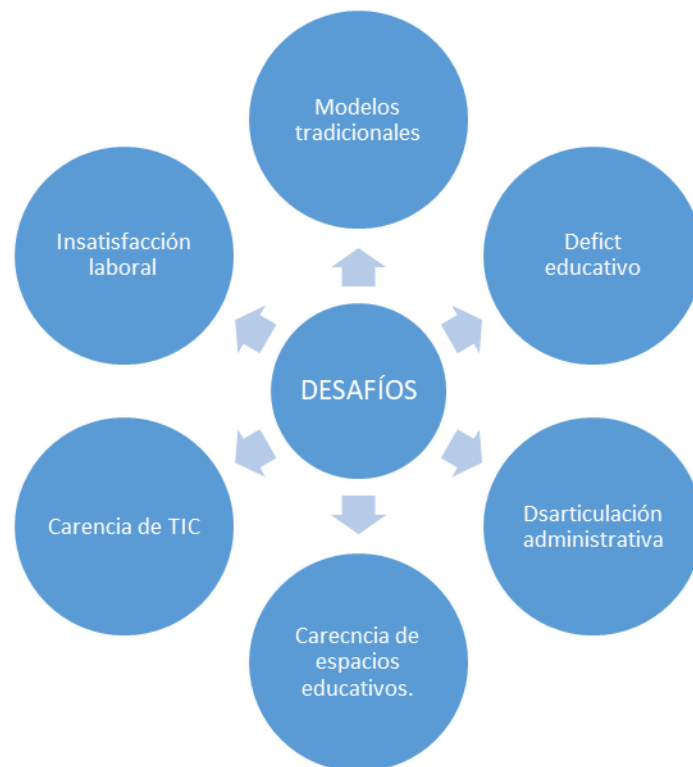 Modelos
tradicionales
Insatisfacción
laboral
Defict
educativo
DESAFÍOS
Carencia de TIC
Dsarticulación
administrativa
Carecncia de
espacios
educativos.